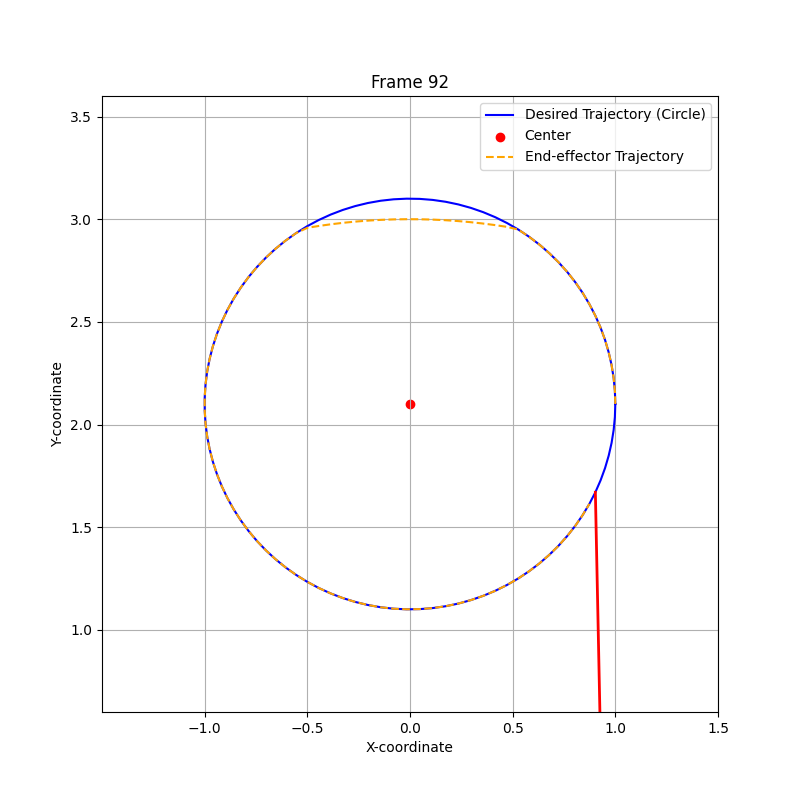 Frame 92
Desired Trajectory (Circle)
Center
End-effector Trajectory
3.5
3.0
2.5
2.0
1.5
1.0
Y-coordinate
−1.0 −0.5 0.0 0.5 1.0 1.5
X-coordinate